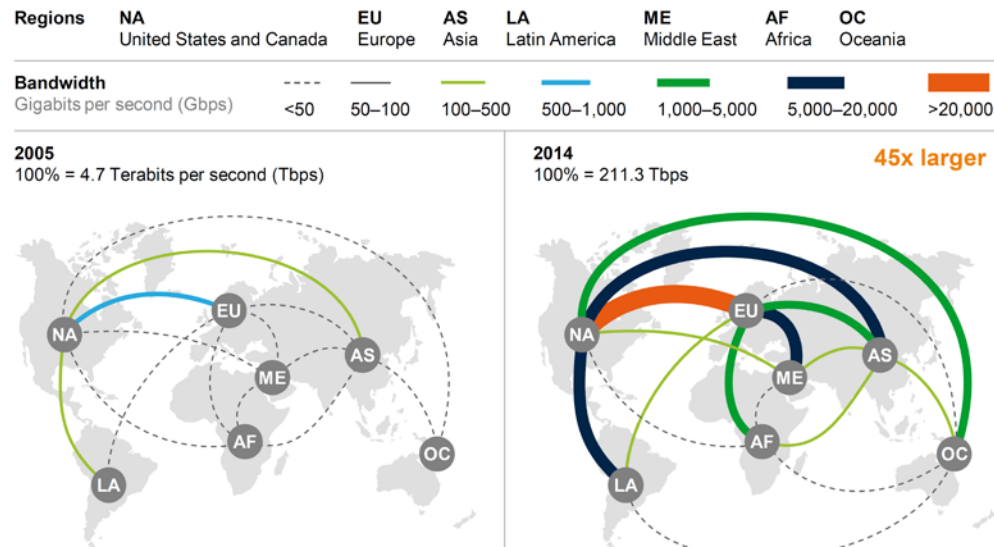 Regions NA EU AS LA ME AF OC
United States and Canada Europe Asia Latin America Middle East Africa Oceania
Bandwidth
Gigabits per second (Gbps)
<50 50–100 100–500 500–1,000 1,000–5,000 5,000–20,000 >20,000
2005
100% = 4.7 Terabits per second (Tbps)
NA
EU
AS
ME
AF
OC
LA
2014
45x larger
100% = 211.3 Tbps
NA
EU
AS
ME
AF
OC
LA